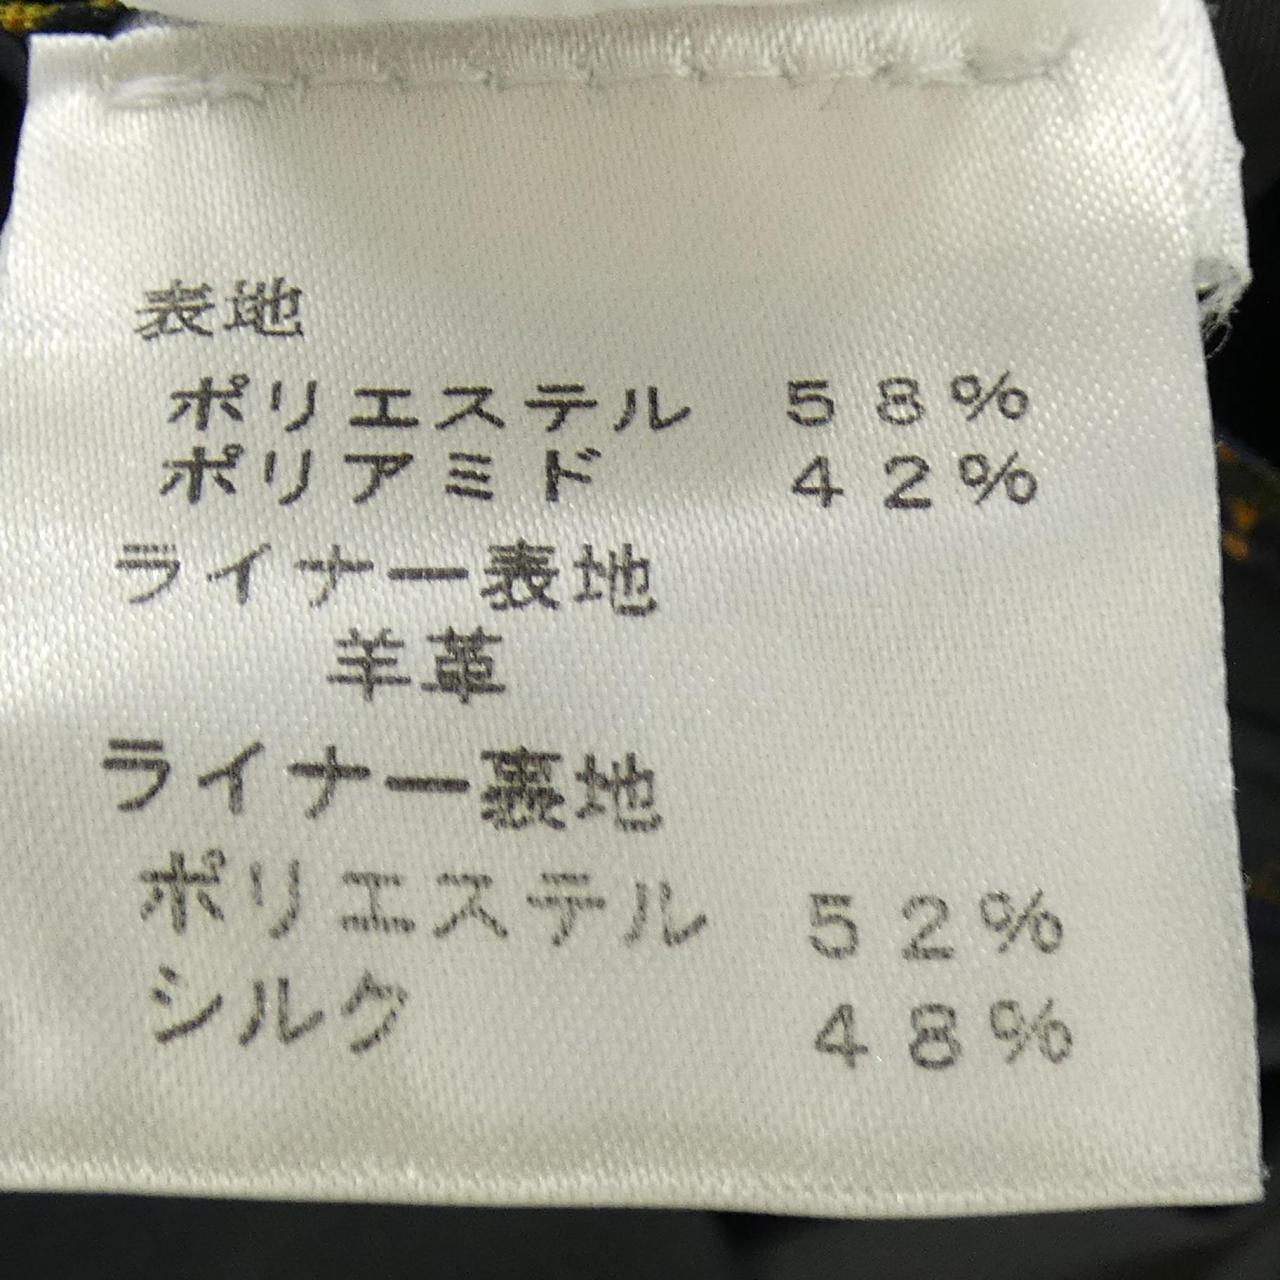 表地
ポリエステル 58%
ポリアミド 42%
ライナー表地
羊革
ライナー裏地
ポリエステル 52%
シルク 48%